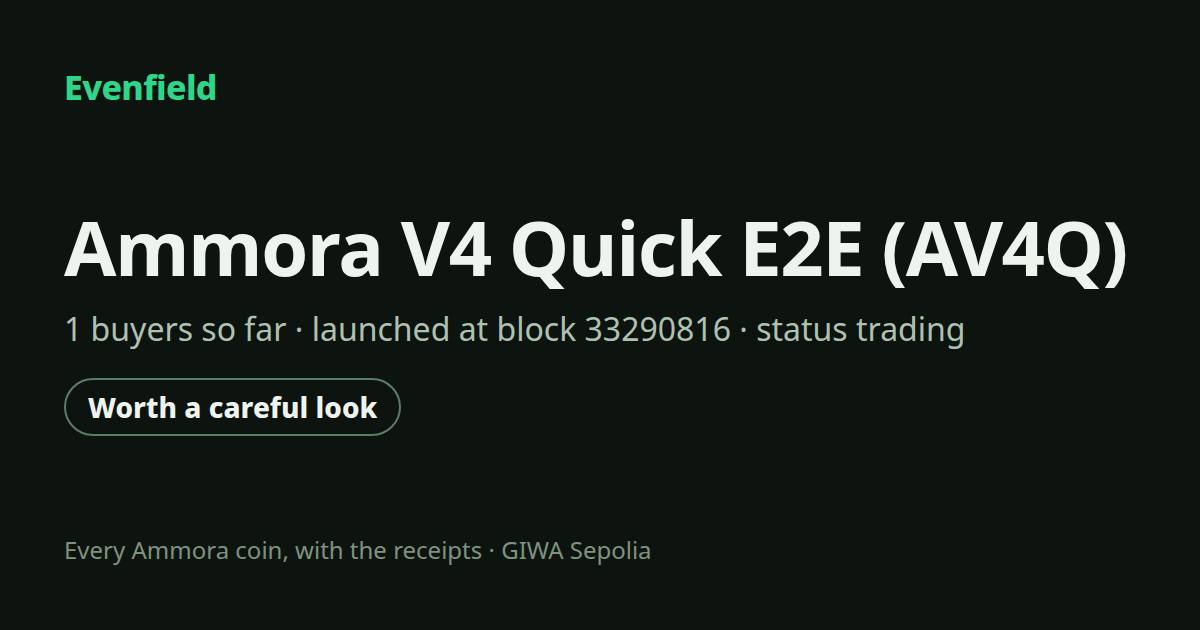 Evenfield
Ammora V4 Quick E2E (AV4Q)
1 buyers so far · launched at block 33290816 · status trading
Worth a careful look
Every Ammora coin, with the receipts · GIWA Sepolia